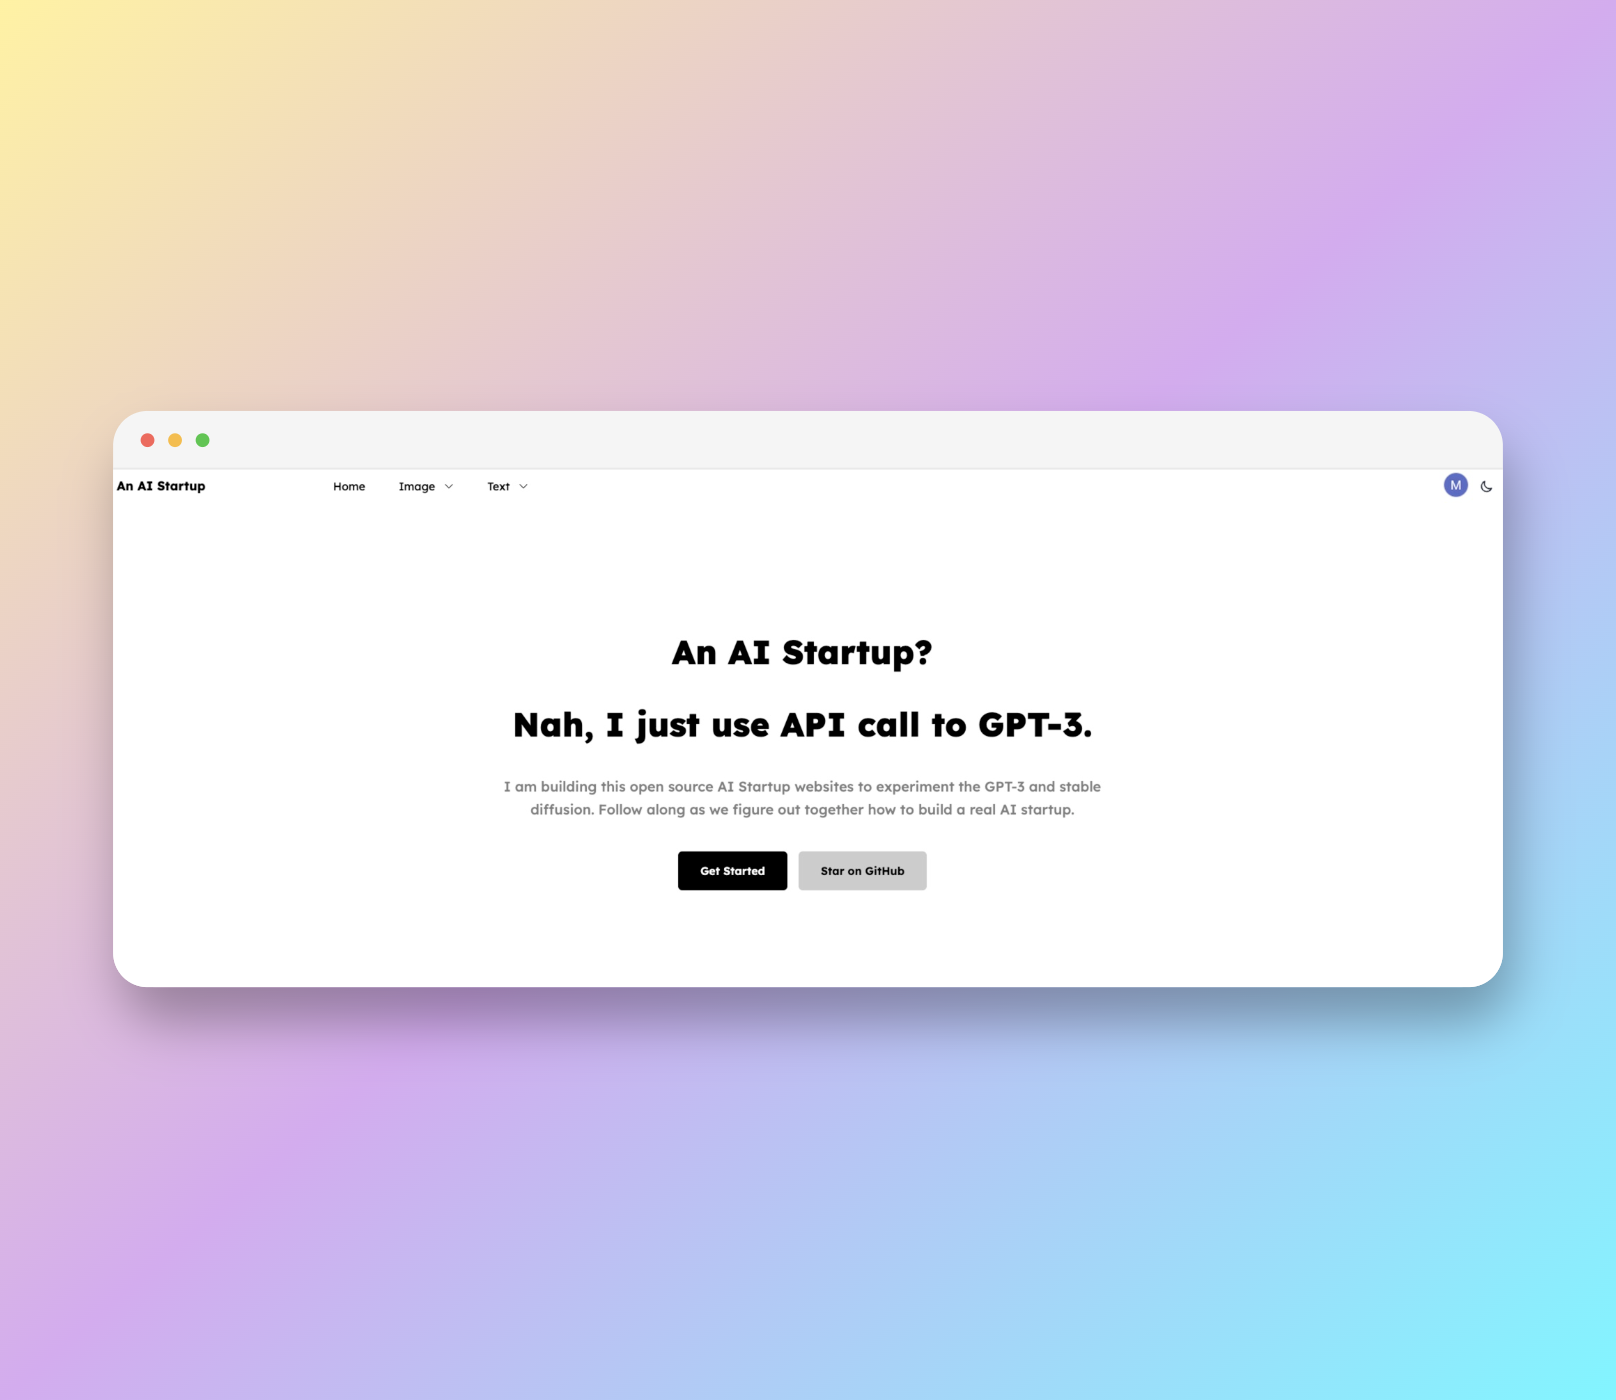 An AI Startup
Home
Image
Text
M
An AI Startup?
Nah, I just use API call to GPT-3.
I am building this open source AI Startup websites to experiment the GPT-3 and stable
diffusion. Follow along as we figure out together how to build a real AI startup.
Get Started
Star on GitHub